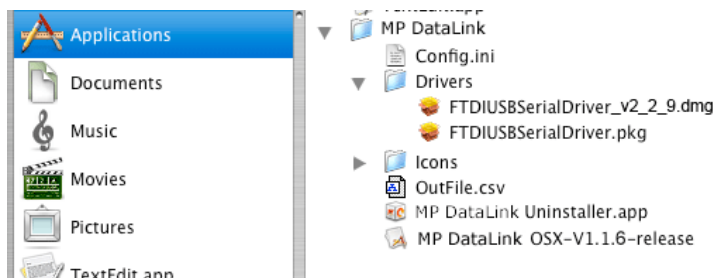 Applications
Documents
Music
Movies
Pictures
TextEdit.app
MP DataLink
Config.ini
Drivers
FTDIUSBSerialDriver_v2_2_9.dmg
FTDIUSBSerialDriver.pkg
Icons
OutFile.csv
MP DataLink Uninstaller.app
MP DataLink OSX-V1.1.6-release